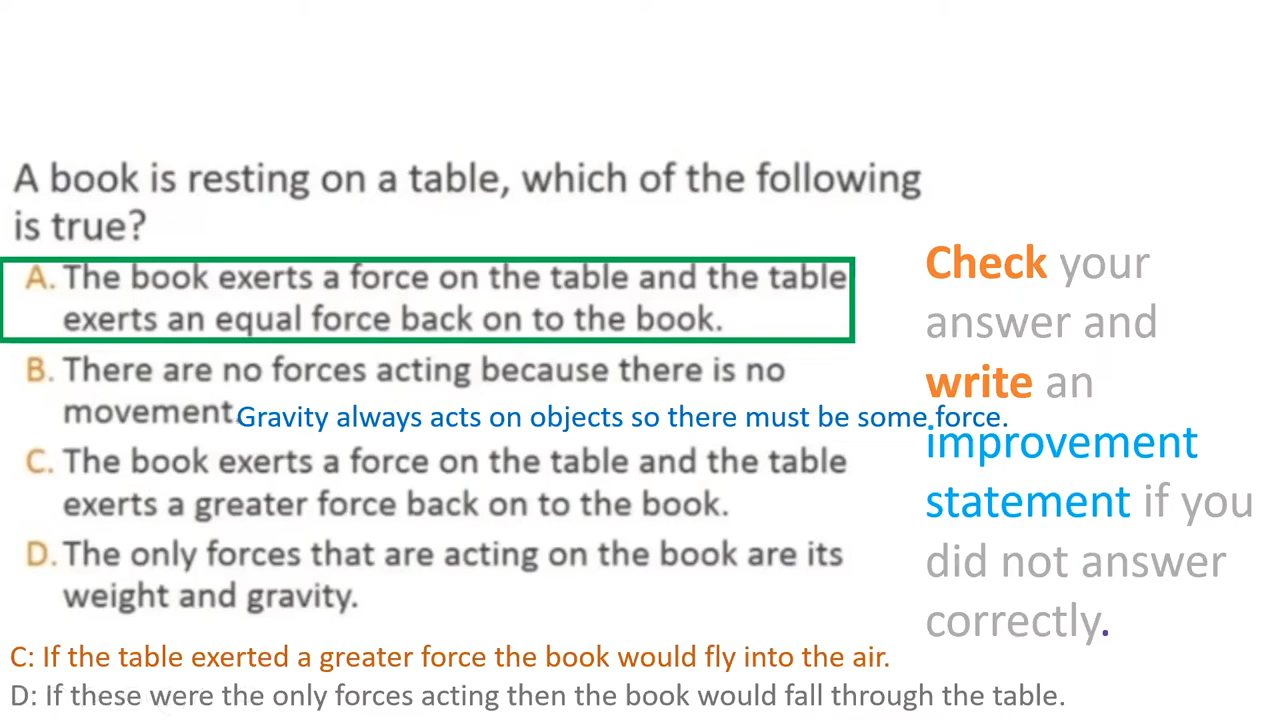 A book is resting on a table, which of the following
is true?
A. The book exerts a force on the table and the table
exerts an equal force back on to the book.
B. There are no forces acting because there is no
movement. Gravity always acts on objects so there must be some force.
C. The book exerts a force on the table and the table
exerts a greater force back on to the book.
D. The only forces that are acting on the book are its
weight and gravity.
C: If the table exerted a greater force the book would fly into the air.
D: If these were the only forces acting then the book would fall through the table.
Check your
answer and
write an
improvement
statement if you
did not answer
correctly.